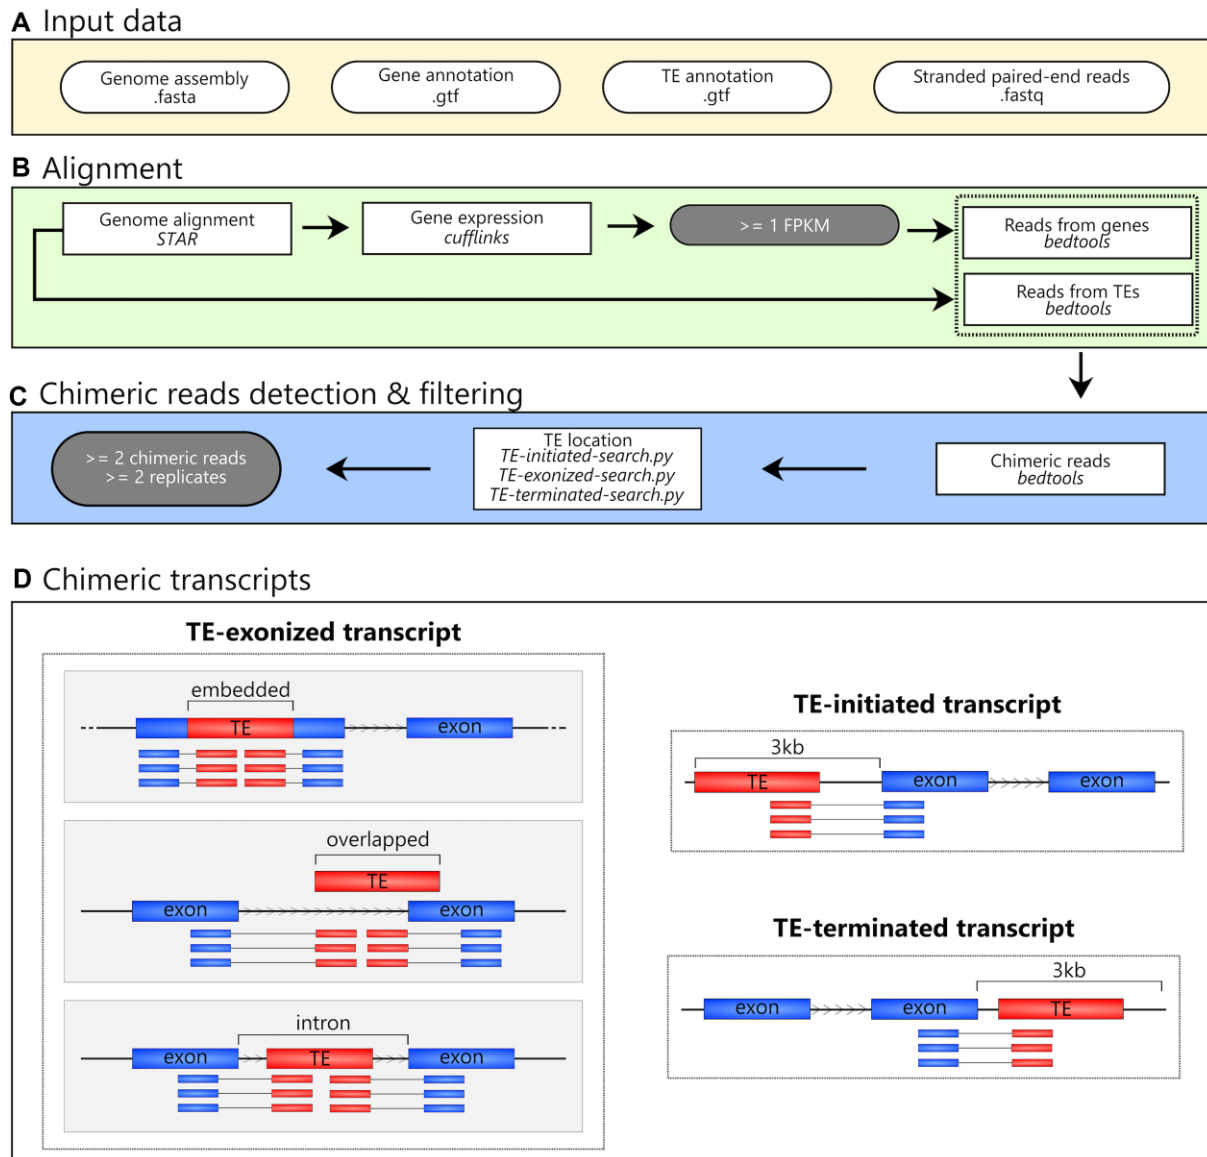 A Input data
Genome assembly
.fasta
Gene annotation
.gtf
TE annotation
.gtf
Stranded paired-end reads
.fastq
B Alignment
Genome alignment
STAR
Gene expression
cufflinks
>= 1 FPKM
Reads from genes
bedtools
Reads from TEs
bedtools
C Chimeric reads detection & filtering
>= 2 chimeric reads
>= 2 replicates
TE location
TE-initiated-search.py
TE-exonized-search.py
TE-terminated-search.py
Chimeric reads
bedtools
D Chimeric transcripts
TE-exonized transcript
embedded
TE
exon
overlapped
TE
exon
exon
intron
exon
TE
exon
TE-initiated transcript
3kb
TE
exon
exon
TE-terminated transcript
3kb
exon
exon
TE